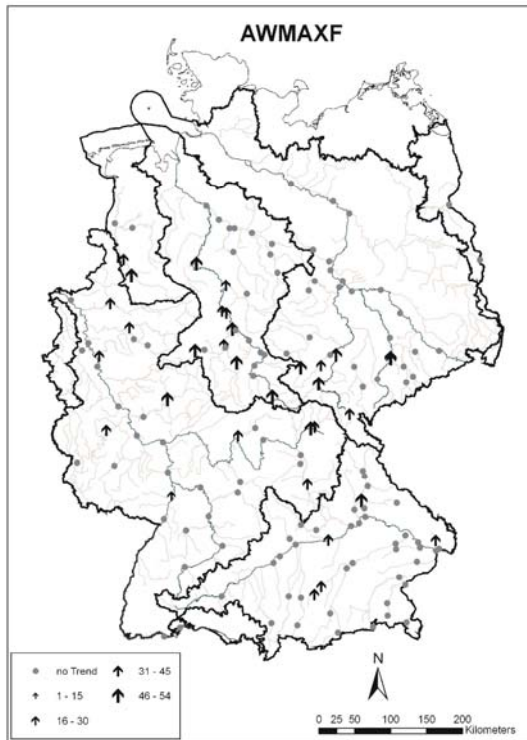 AWMAXF
no Trend
1 - 15
16 - 30
31 - 45
46 - 54
N
0 25 50 100 150 200
Kilometers